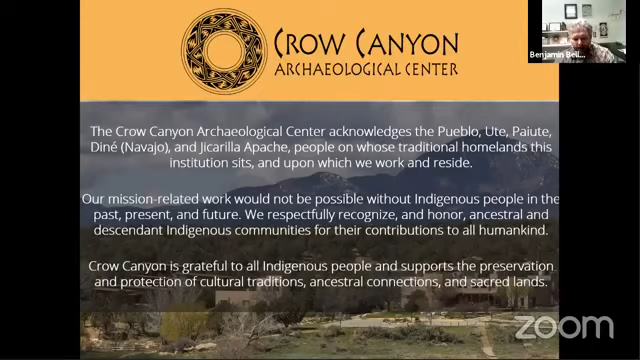 CROW CANYON
ARCHAEOLOGICAL CENTER
The Crow Canyon Archaeological Center acknowledges the Pueblo, Ute, Paiute,
Diné (Navajo), and Jicarilla Apache, people on whose traditional homelands this
institution sits, and upon which we work and reside.
Our mission-related work would not be possible without Indigenous people in the
past, present, and future. We respectfully recognize, and honor, ancestral and
descendant Indigenous communities for their contributions to all humankind.
Crow Canyon is grateful to all Indigenous people and supports the preservation
and protection of cultural traditions, ancestral connections, and sacred lands.
Benjamin
zoom